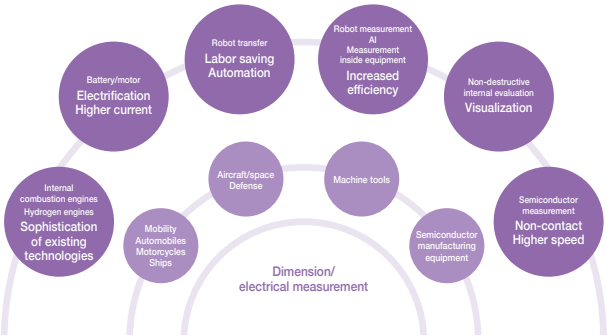 Robot transfer
Labor saving
Automation
Robot measurement
AI
Measurement
inside equipment
Increased
efficiency
Battery/motor
Electrification
Higher current
Non-destructive
internal evaluation
Visualization
Internal
combustion engines
Hydrogen engines
Sophistication
of existing
technologies
Mobility
Automobiles
Motorcycles
Ships
Aircraft/space
Defense
Machine tools
Semiconductor
manufacturing
equipment
Semiconductor
measurement
Non-contact
Higher speed
Dimension/
electrical measurement